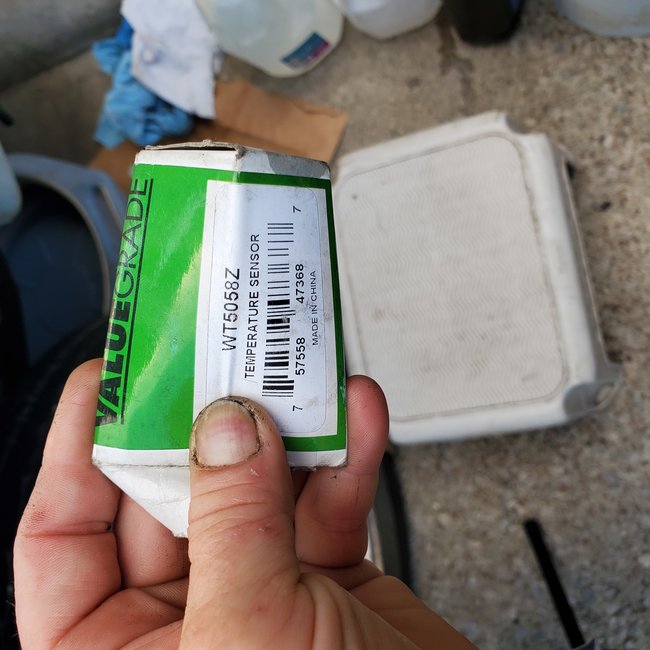 VALUEGRADE
WT5058Z
TEMPERATURE SENSOR
7 57558 47368 7
MADE IN CHINA